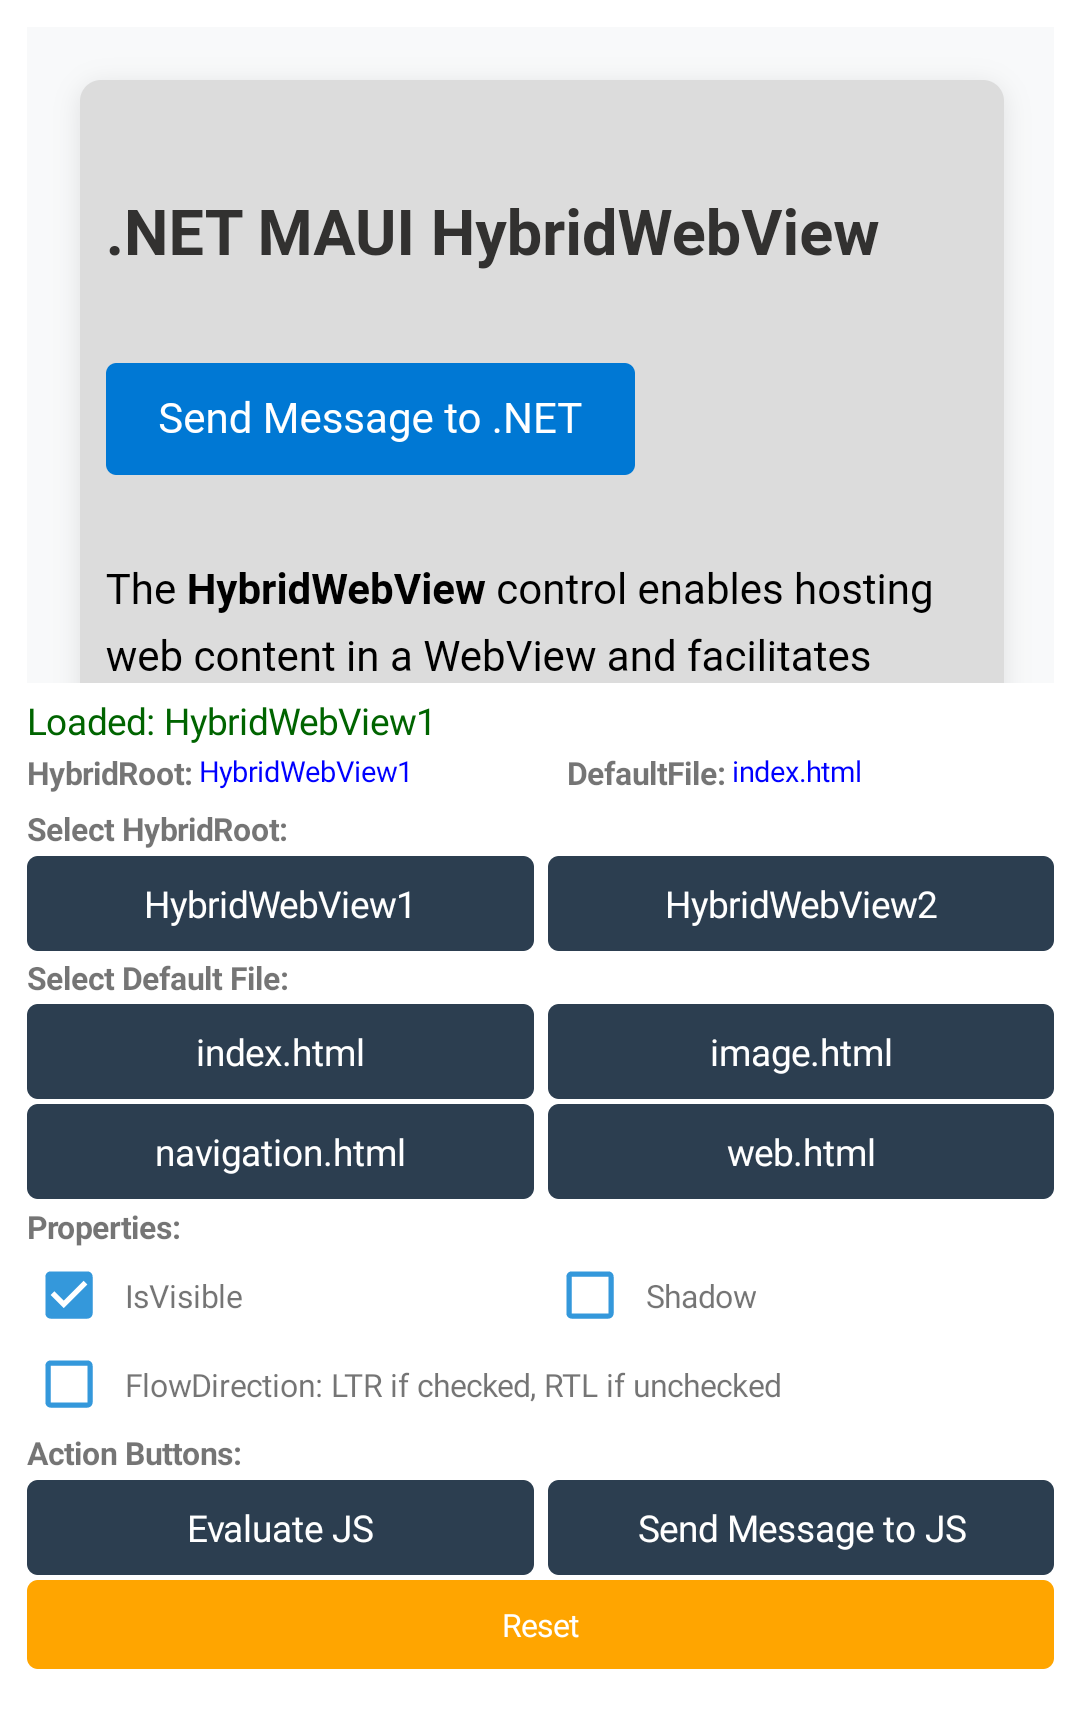 .NET MAUI HybridWebView
Send Message to .NET
The HybridWebView control enables hosting
web content in a WebView and facilitates
Loaded: HybridWebView1
HybridRoot: HybridWebView1 DefaultFile: index.html
Select HybridRoot:
HybridWebView1 HybridWebView2
Select Default File:
index.html image.html
navigation.html web.html
Properties:
IsVisible Shadow
FlowDirection: LTR if checked, RTL if unchecked
Action Buttons:
Evaluate JS Send Message to JS
Reset